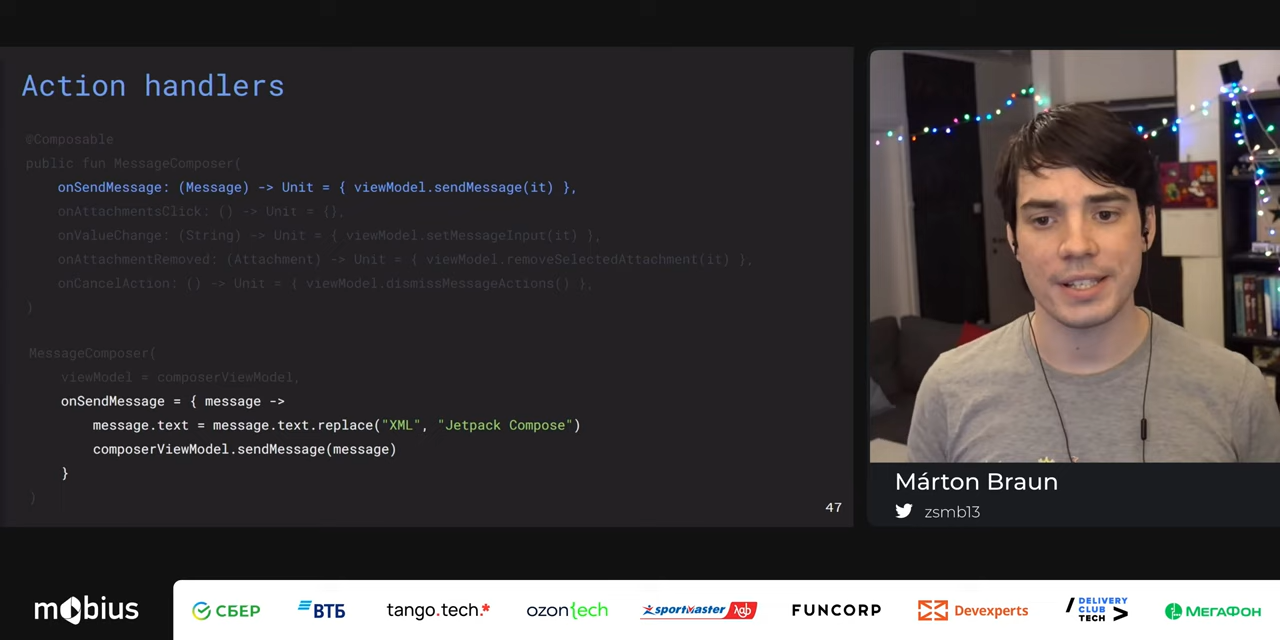 Action handlers
@Composable
public fun MessageComposer(
onSendMessage: (Message) -> Unit = { viewModel.sendMessage(it) },
onAttachmentsClick: () -> Unit = {},
onValueChange: (String) -> Unit = { viewModel.setMessageInput(it) },
onAttachmentRemoved: (Attachment) -> Unit = { viewModel.removeSelectedAttachment(it) },
onCancelAction: () -> Unit = { viewModel.dismissMessageActions() },
)
MessageComposer(
viewModel = composerViewModel,
onSendMessage = { message ->
message.text = message.text.replace("XML", "Jetpack Compose")
composerViewModel.sendMessage(message)
}
)
47
Márton Braun
zsmb13
mobius
СБЕР
ВТБ
tango.tech.*
ozon{tech
sportmaster lab
FUNCORP
Devexperts
/DELIVERY CLUB TECH >
МЕГАФОН